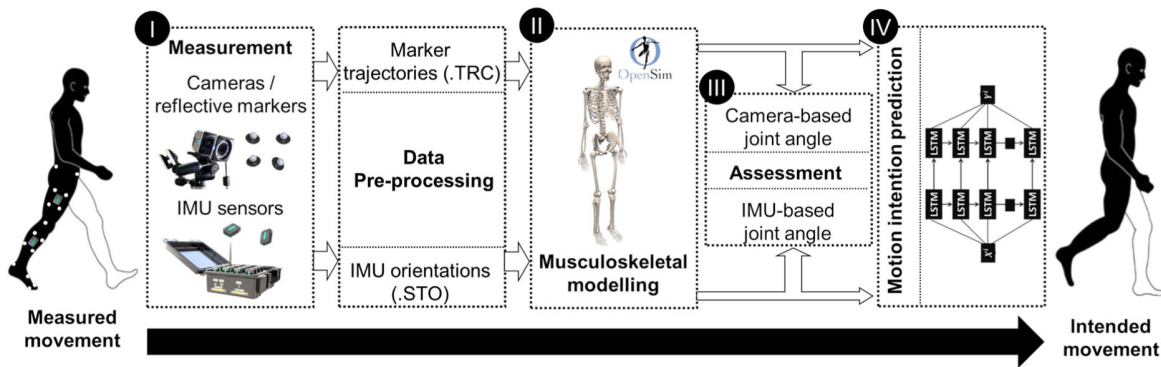 I
Measurement
Cameras /
reflective markers
IMU sensors
Marker
trajectories (.TRC)
Data
Pre-processing
IMU orientations
(.STO)
II
OpenSim
Musculoskeletal
modelling
III
Camera-based
joint angle
Assessment
IMU-based
joint angle
IV
Motion intention prediction
Yⁱ
LSTM
LSTM
LSTM
LSTM
LSTM
LSTM
LSTM
LSTM
Xⁱ
Measured
movement
Intended
movement